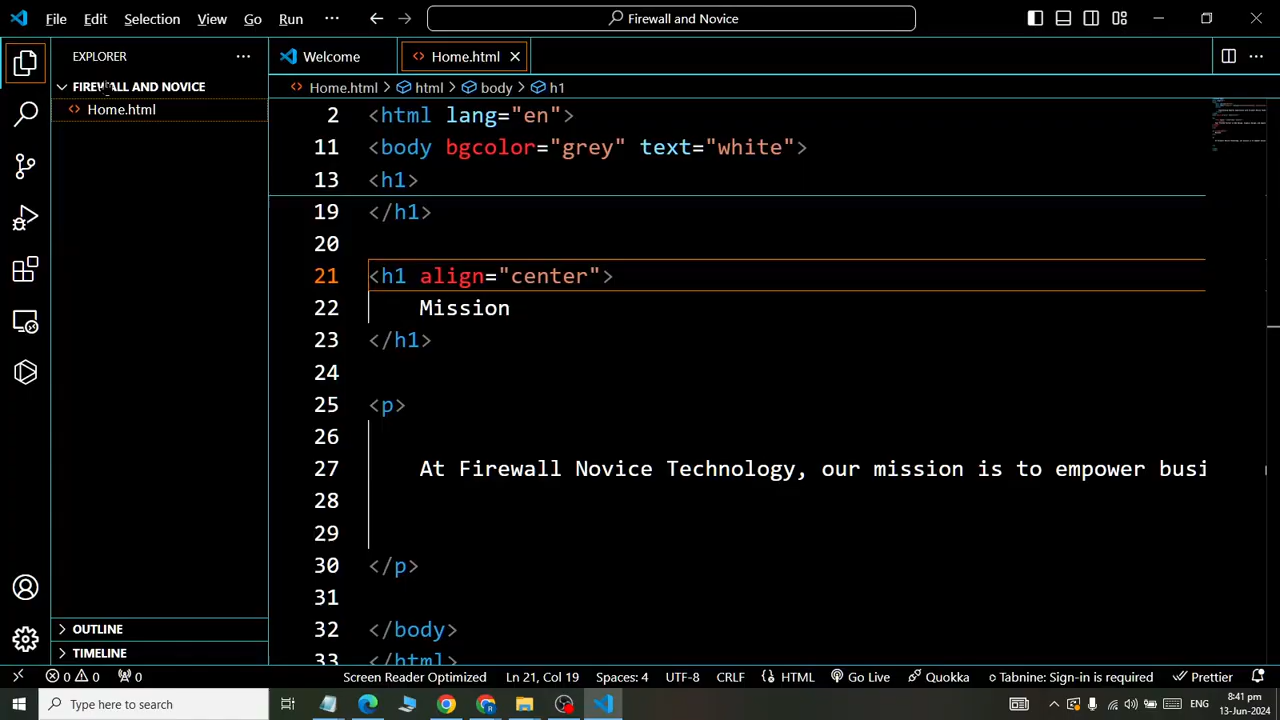 File Edit Selection View Go Run ··· Firewall and Novice
EXPLORER ···
FIREWALL AND NOVICE
Home.html
Welcome Home.html
Home.html > html > body > h1
2 <html lang="en">
11 <body bgcolor="grey" text="white">
13 <h1>
19 </h1>
20
21 <h1 align="center">
22 Mission
23 </h1>
24
25 <p>
26
27 At Firewall Novice Technology, our mission is to empower busi
28
29
30 </p>
31
32 </body>
33 </html>
OUTLINE
TIMELINE
0 0 0 Screen Reader Optimized Ln 21, Col 19 Spaces: 4 UTF-8 CRLF HTML Go Live Quokka Tabnine: Sign-in is required Prettier
Type here to search
ENG
8:41 pm
13-Jun-2024